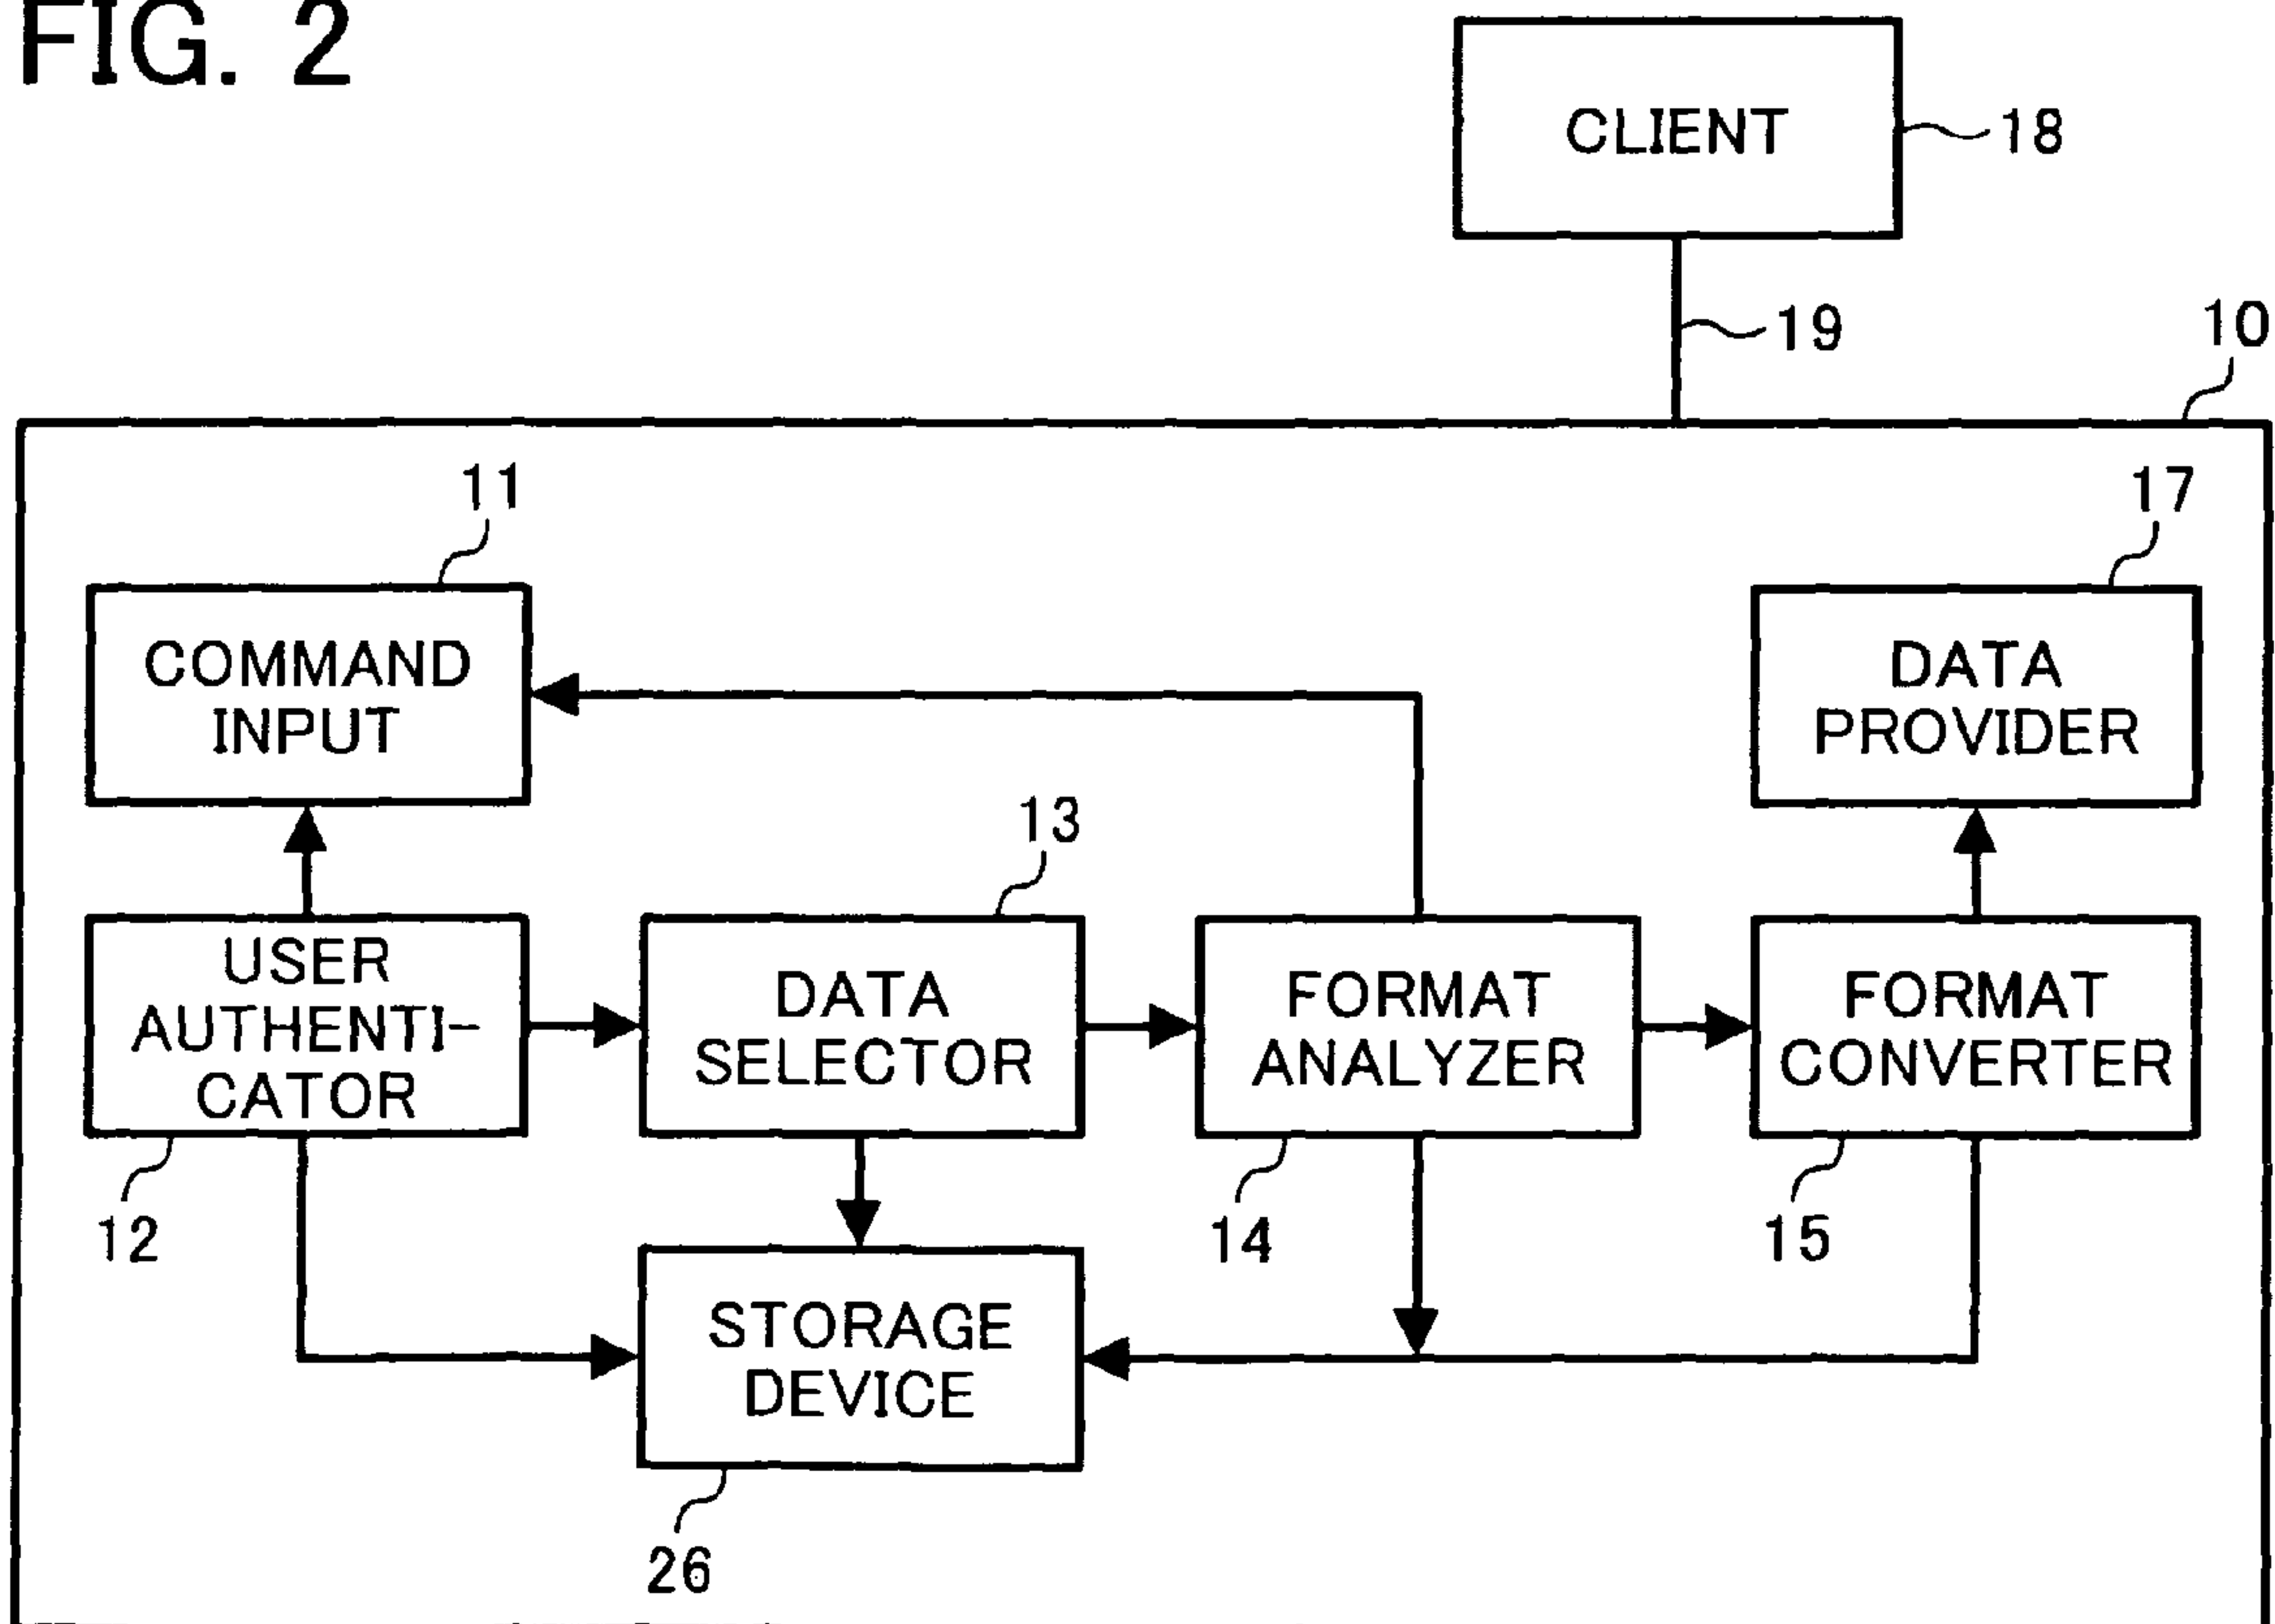 FIG. 2
CLIENT
18
19
10
11
17
COMMAND
INPUT
DATA
PROVIDER
13
USER
AUTHENTI-
CATOR
DATA
SELECTOR
FORMAT
ANALYZER
FORMAT
CONVERTER
12
14
15
STORAGE
DEVICE
26